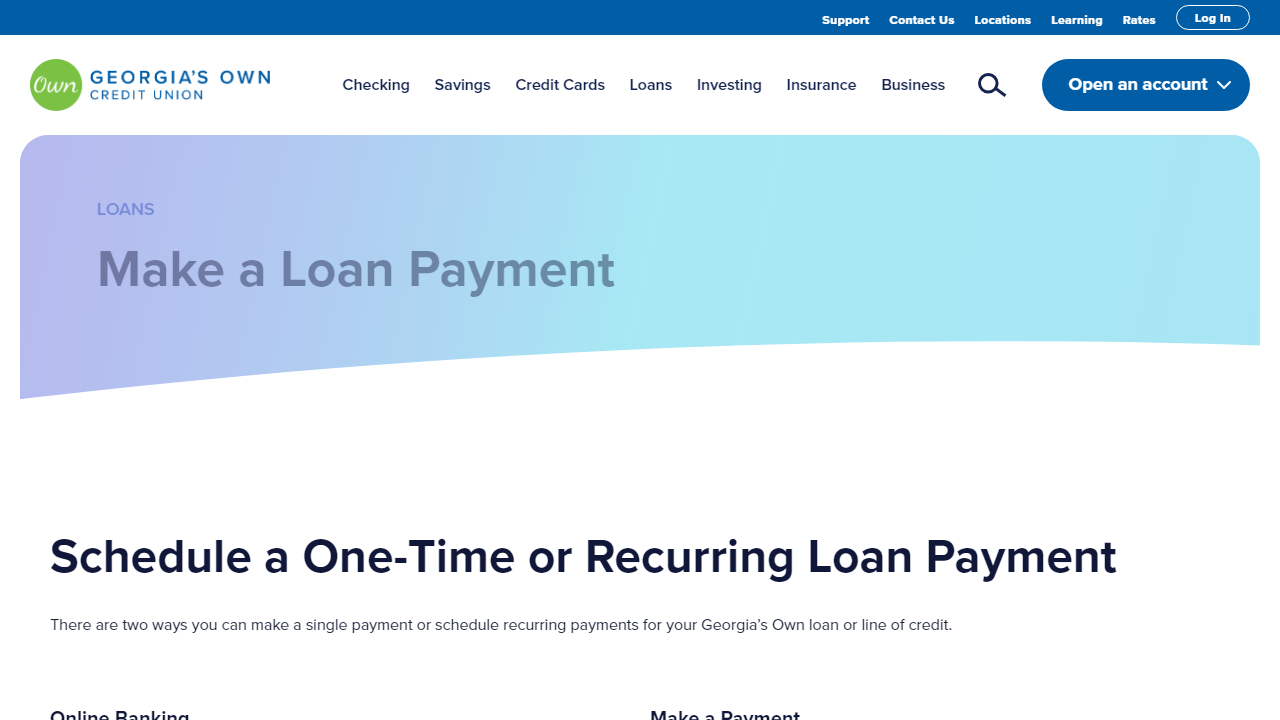 Support Contact Us Locations Learning Rates Log In
Own GEORGIA'S OWN
CREDIT UNION
Checking Savings Credit Cards Loans Investing Insurance Business Open an account
LOANS
Make a Loan Payment
Schedule a One-Time or Recurring Loan Payment
There are two ways you can make a single payment or schedule recurring payments for your Georgia’s Own loan or line of credit.
Online Banking Make a Payment